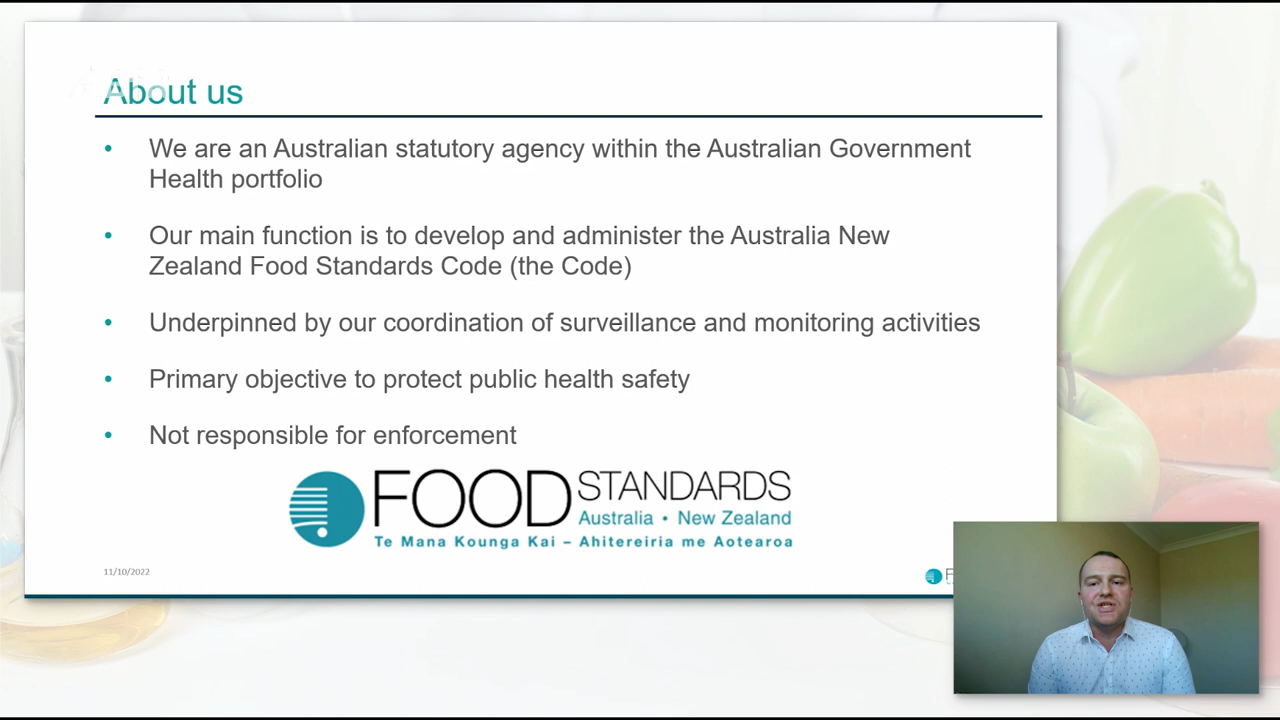 About us
• We are an Australian statutory agency within the Australian Government
Health portfolio
• Our main function is to develop and administer the Australia New
Zealand Food Standards Code (the Code)
• Underpinned by our coordination of surveillance and monitoring activities
• Primary objective to protect public health safety
• Not responsible for enforcement
FOOD STANDARDS
Australia • New Zealand
Te Mana Kounga Kai – Ahitereiria me Aotearoa
11/10/2022